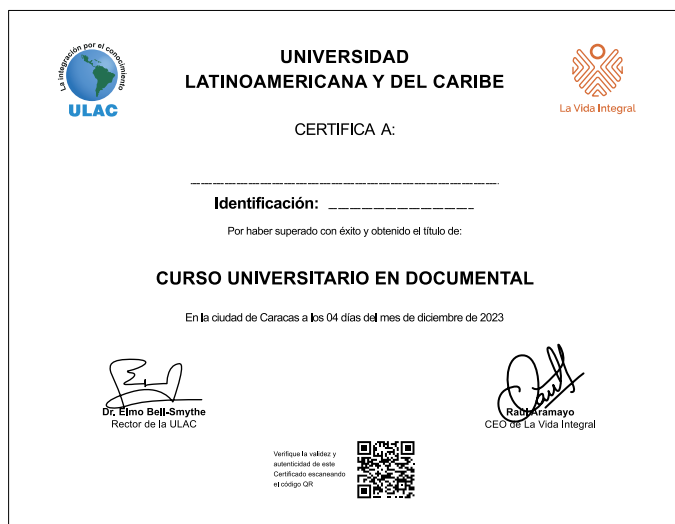 La integración por el conocimiento
ULAC
UNIVERSIDAD
LATINOAMERICANA Y DEL CARIBE
La Vida Integral
CERTIFICA A:
Identificación:
Por haber superado con éxito y obtenido el título de:
CURSO UNIVERSITARIO EN DOCUMENTAL
En la ciudad de Caracas a los 04 días del mes de diciembre de 2023
Dr. Elmo Bell-Smythe
Rector de la ULAC
Raúl Aramayo
CEO de La Vida Integral
Verifique la validez y
autenticidad de este
Certificado escaneando
el código QR